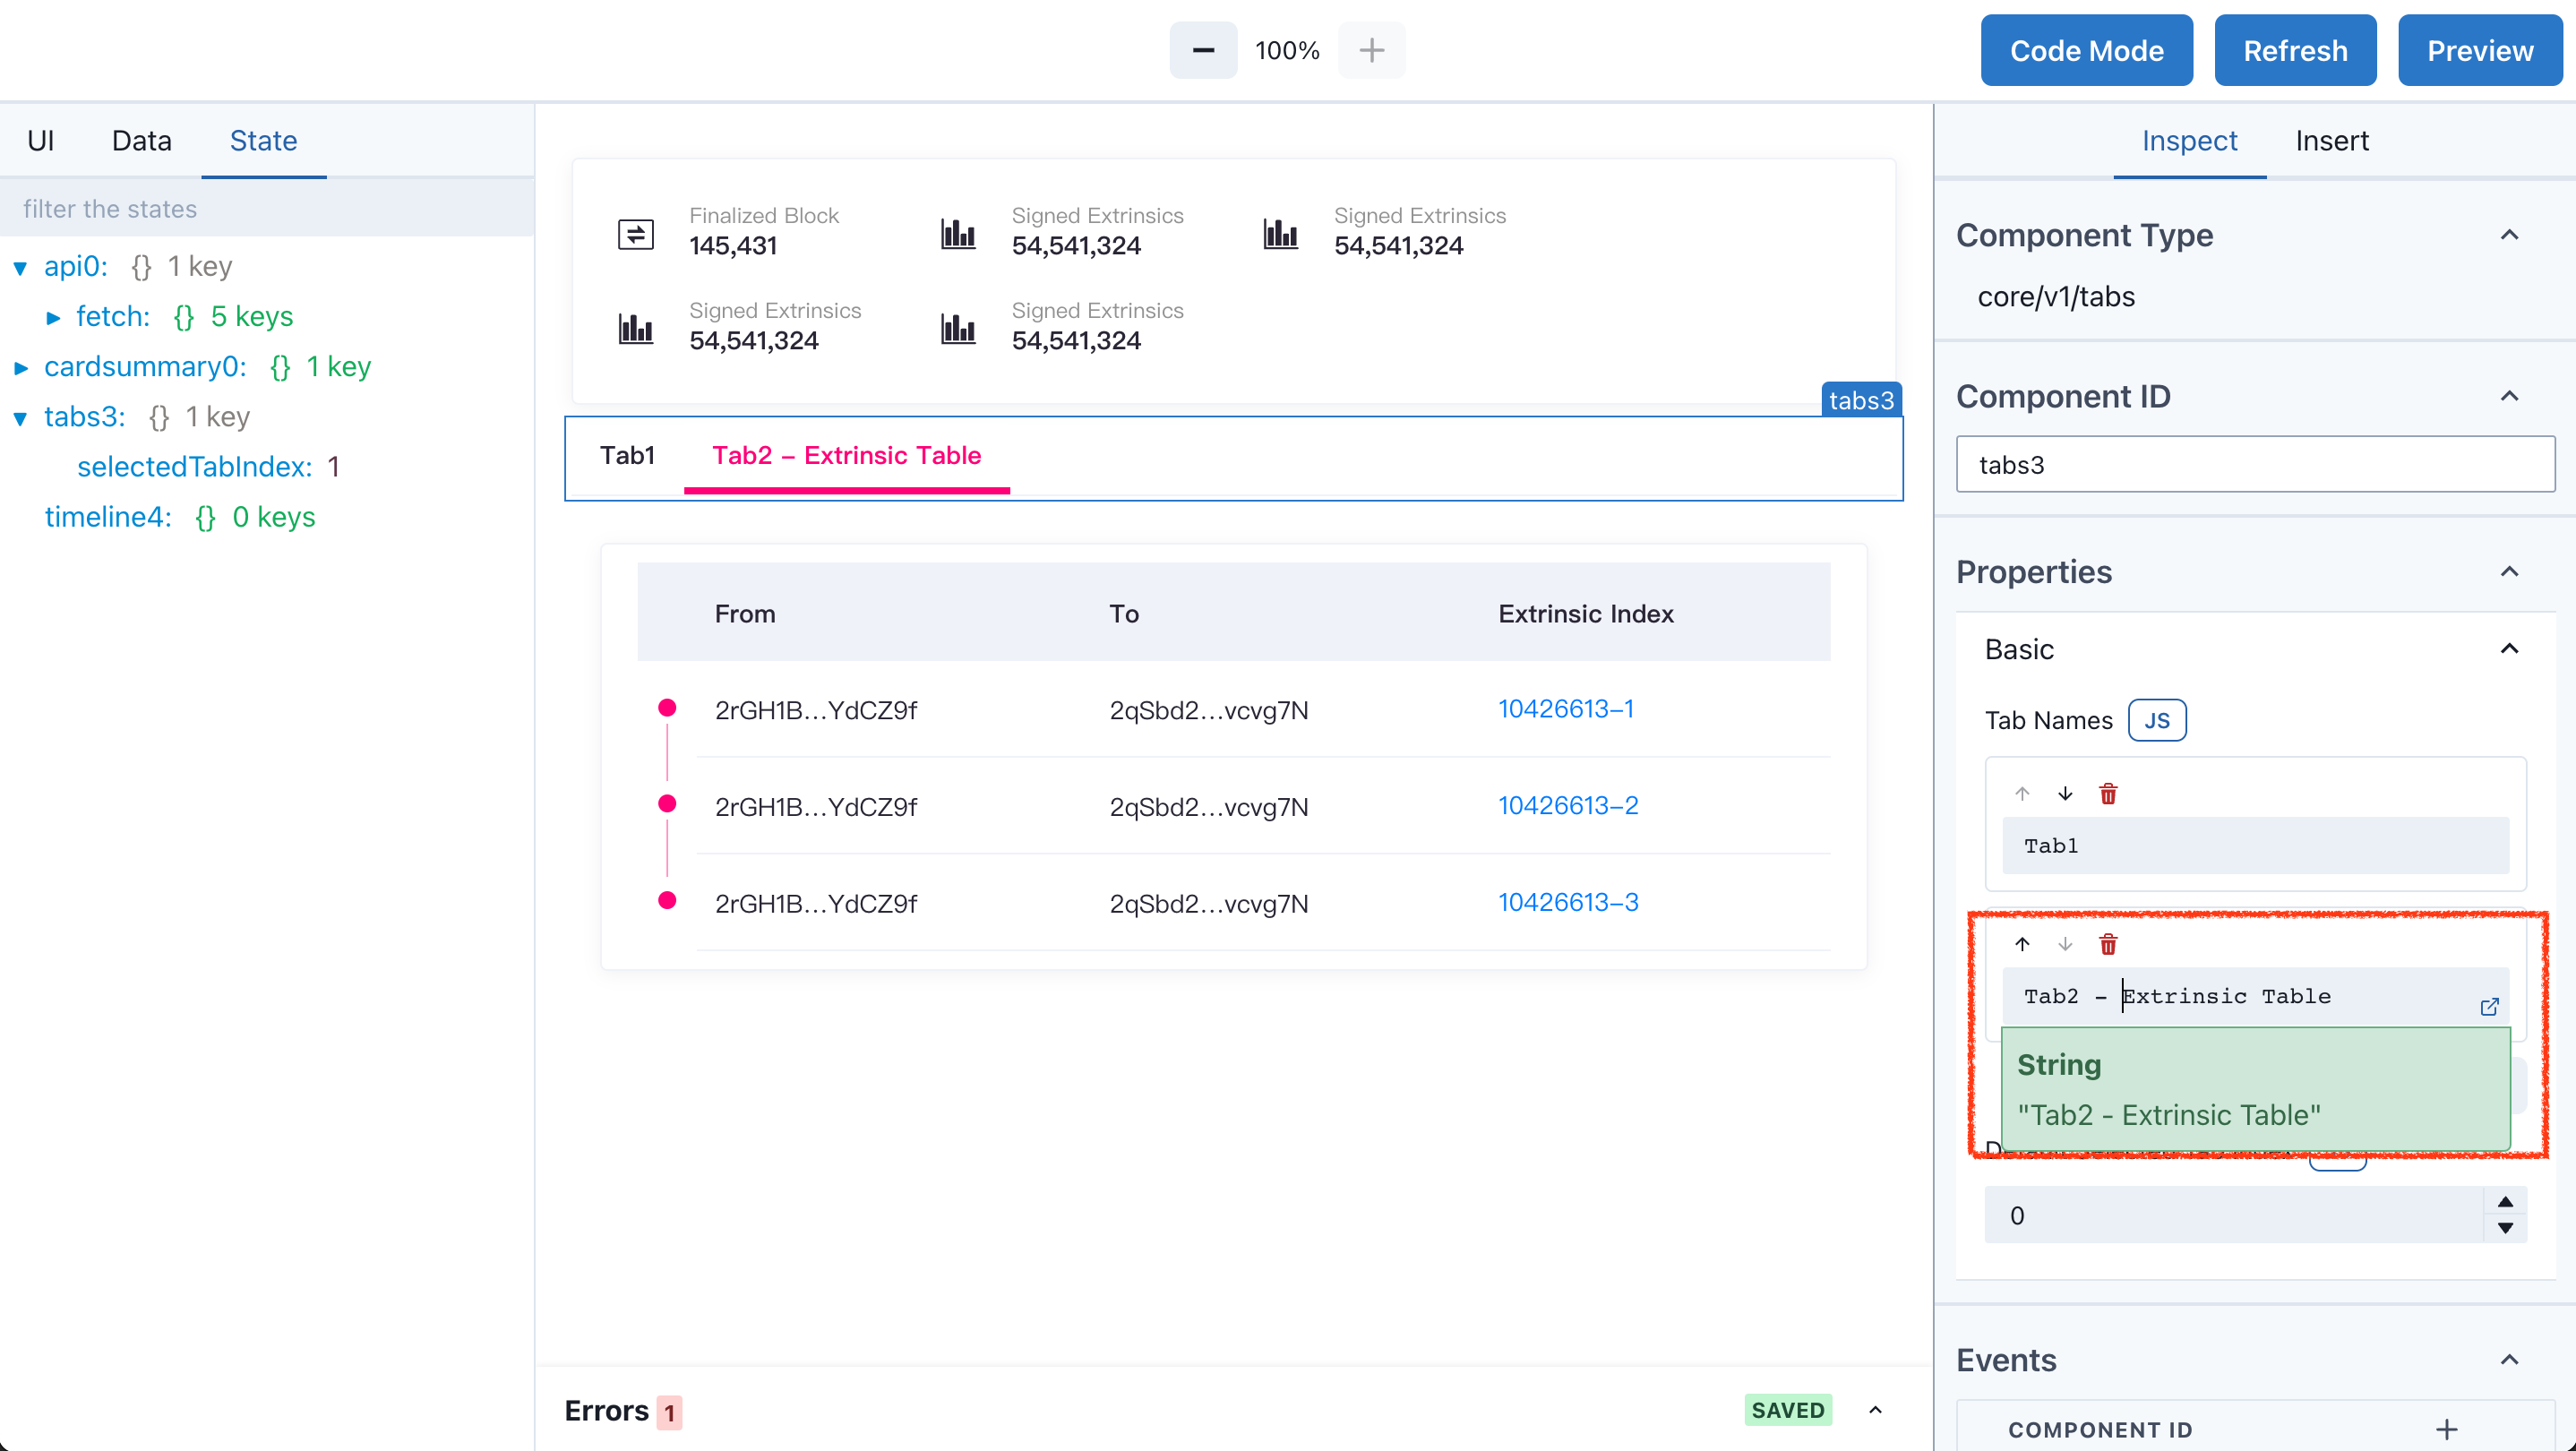 100%
Code Mode
Refresh
Preview
UI
Data
State
filter the states
api0: {} 1 key
fetch: {} 5 keys
cardsummary0: {} 1 key
tabs3: {} 1 key
selectedTabIndex: 1
timeline4: {} 0 keys
Finalized Block
145,431
Signed Extrinsics
54,541,324
Signed Extrinsics
54,541,324
Signed Extrinsics
54,541,324
Signed Extrinsics
54,541,324
tabs3
Tab1
Tab2 – Extrinsic Table
From To Extrinsic Index
2rGH1B...YdCZ9f 2qSbd2...vcvg7N 10426613–1
2rGH1B...YdCZ9f 2qSbd2...vcvg7N 10426613–2
2rGH1B...YdCZ9f 2qSbd2...vcvg7N 10426613–3
Errors 1
SAVED
Inspect
Insert
Component Type
core/v1/tabs
Component ID
tabs3
Properties
Basic
Tab Names JS
Tab1
Tab2 – Extrinsic Table
String
"Tab2 - Extrinsic Table"
0
Events
COMPONENT ID